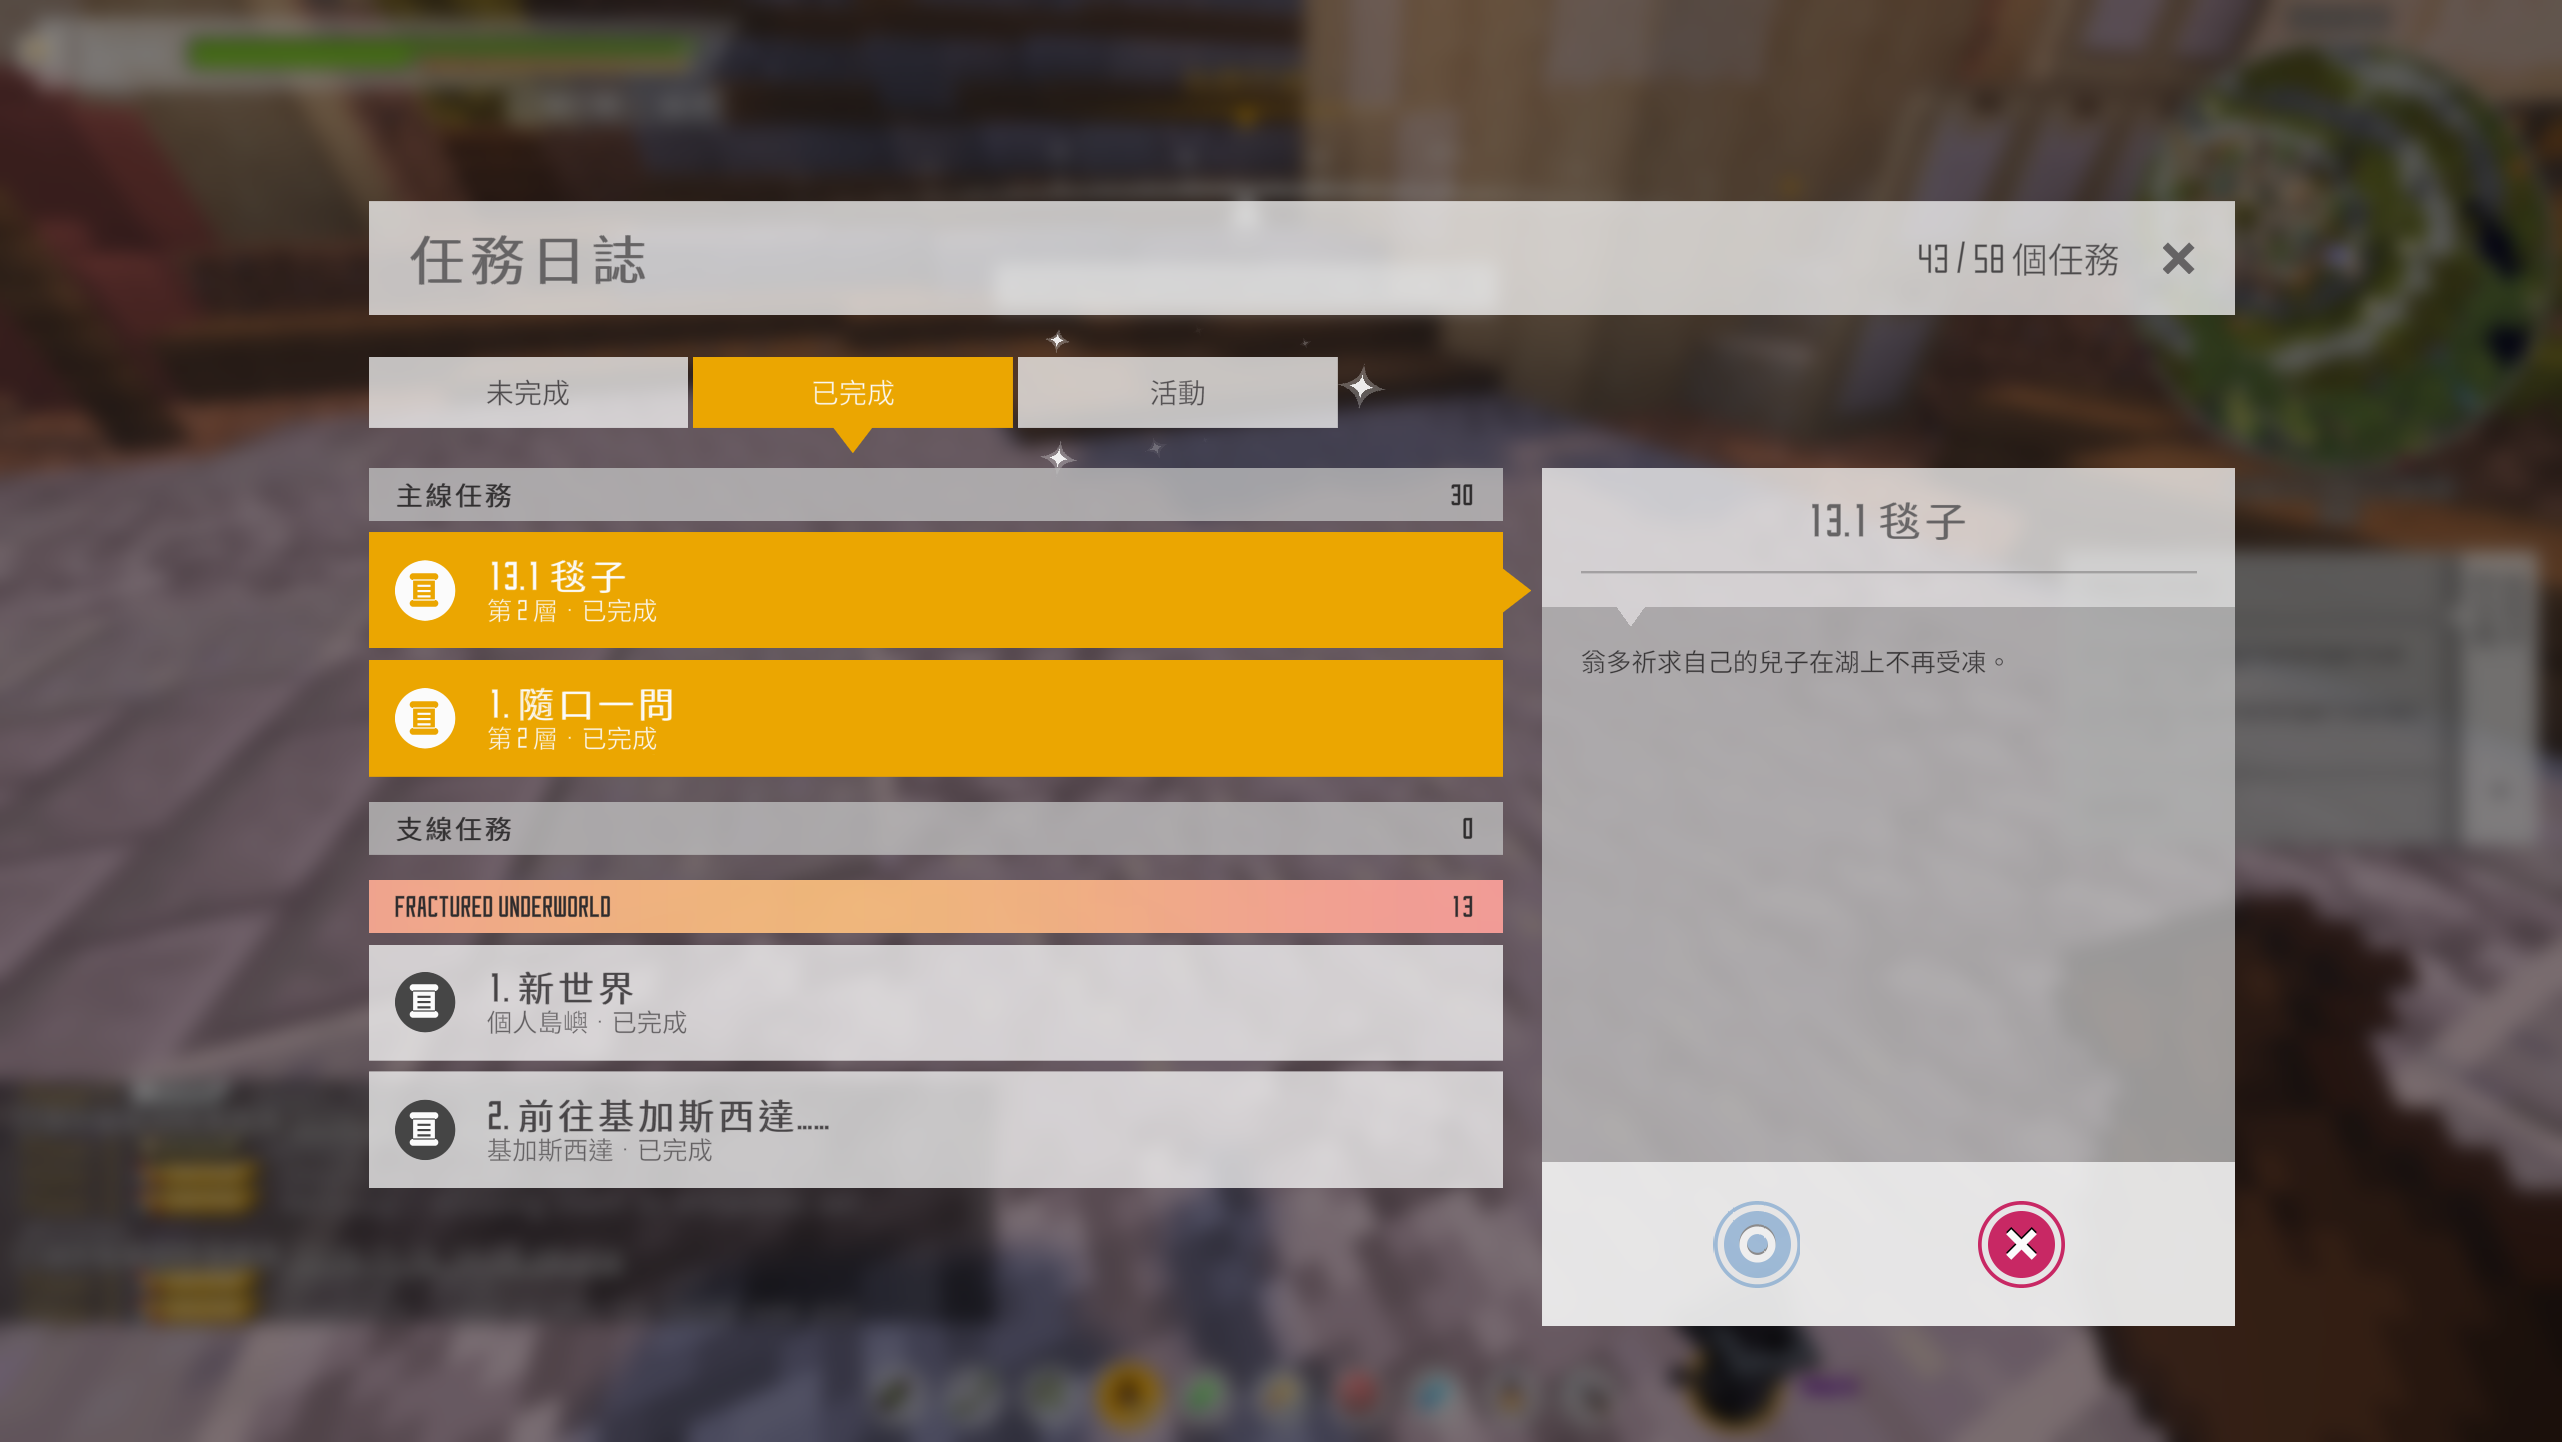 任務日誌
43 / 58 個任務
未完成
已完成
活動
主線任務
30
13.1 毯子
第 2 層 · 已完成
1. 隨口一問
第 2 層 · 已完成
支線任務
0
FRACTURED UNDERWORLD
13
1. 新世界
個人島嶼 · 已完成
2. 前往基加斯西達......
基加斯西達 · 已完成
13.1 毯子
翁多祈求自己的兒子在湖上不再受凍。